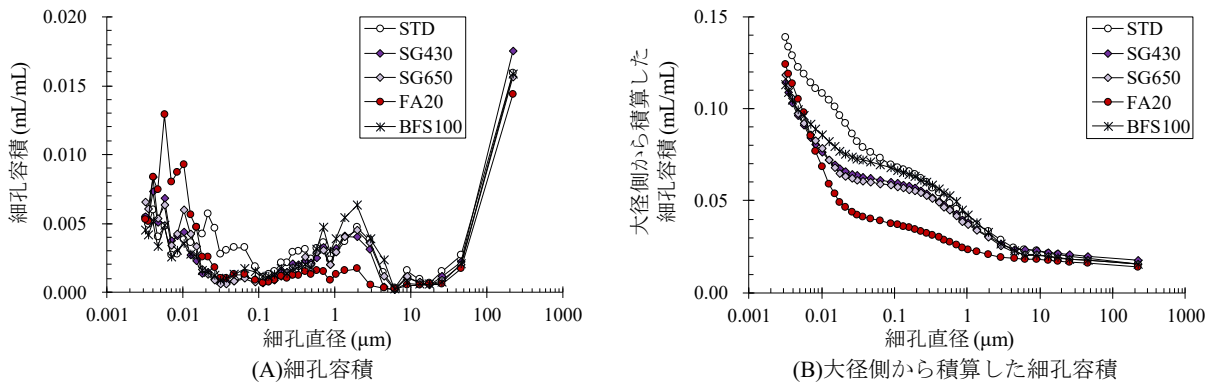 0.020
0.015
0.010
0.005
0.000
細孔容積 (mL/mL)
STD
SG430
SG650
FA20
BFS100
0.001 0.01 0.1 1 10 100 1000
細孔直径 (μm)
(A)細孔容積
0.15
0.10
0.05
0.00
大径側から積算した
細孔容積 (mL/mL)
STD
SG430
SG650
FA20
BFS100
0.001 0.01 0.1 1 10 100 1000
細孔直径 (μm)
(B)大径側から積算した細孔容積